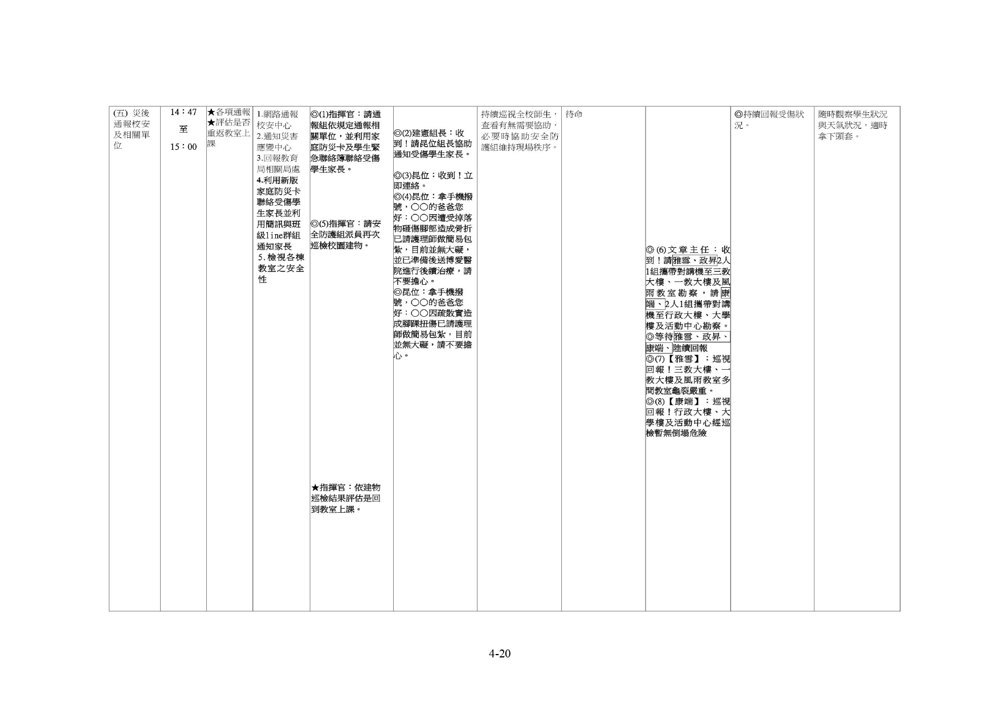 (五) 災後
通報校安
及相關單
位
14：47
至
15：00
★各項通報
★評估是否
重返教室上
課
1.網路通報
校安中心
2.通知災害
應變中心
3.回報教育
局相關局處
4.利用新版
家庭防災卡
聯絡受傷學
生家長並利
用簡訊與班
級line群組
通知家長
5.檢視各棟
教室之安全
性
◎(1)指揮官：請通
報組依規定通報相
關單位，並利用家
庭防災卡及學生緊
急聯絡簿聯絡受傷
學生家長。
◎(5)指揮官：請安
全防護組派員再次
巡檢校園建物。
★指揮官：依建物
巡檢結果評估是回
到教室上課。
◎(2)建憲組長：收
到！請昆位組長協助
通知受傷學生家長。
◎(3)昆位：收到！立
即連絡。
◎(4)昆位：拿手機撥
號，○○的爸爸您
好：○○因遭受掉落
物砸傷腳部造成骨折
已請護理師做簡易包
紮，目前並無大礙，
並已準備後送博愛醫
院進行後續治療，請
不要擔心。
◎昆位：拿手機撥
號，○○的爸爸您
好：○○因疏散實造
成腳踝扭傷已請護理
師做簡易包紮，目前
並無大礙，請不要擔
心。
持續巡視全校師生，
查看有無需要協助，
必要時協助安全防
護組維持現場秩序。
待命
◎(6)文章主任：收
到！請雅雪、政昇2人
1組攜帶對講機至三教
大樓、一教大樓及風
雨教室勘察，請康
端、2人1組攜帶對講
機至行政大樓、大學
樓及活動中心勘察。
◎等待雅雪、政昇、
康端、陸續回報
◎(7)【雅雪】：巡視
回報！三教大樓、一
教大樓及風雨教室多
間教室龜裂嚴重。
◎(8)【康端】：巡視
回報！行政大樓、大
學樓及活動中心經巡
檢暫無倒塌危險
◎持續回報受傷狀
況。
隨時觀察學生狀況
與天氣狀況，適時
拿下頭套。
4-20